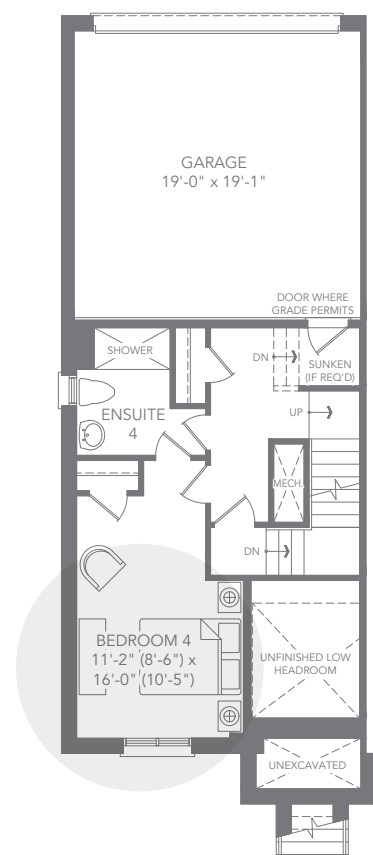 GARAGE
19'-0" x 19'-1"
DOOR WHERE
GRADE PERMITS
SHOWER
DN
SUNKEN
(IF REQ'D)
ENSUITE
4
UP
MECH.
DN
BEDROOM 4
11'-2" (8'-6") x
16'-0" (10'-5")
UNFINISHED LOW
HEADROOM
UNEXCAVATED